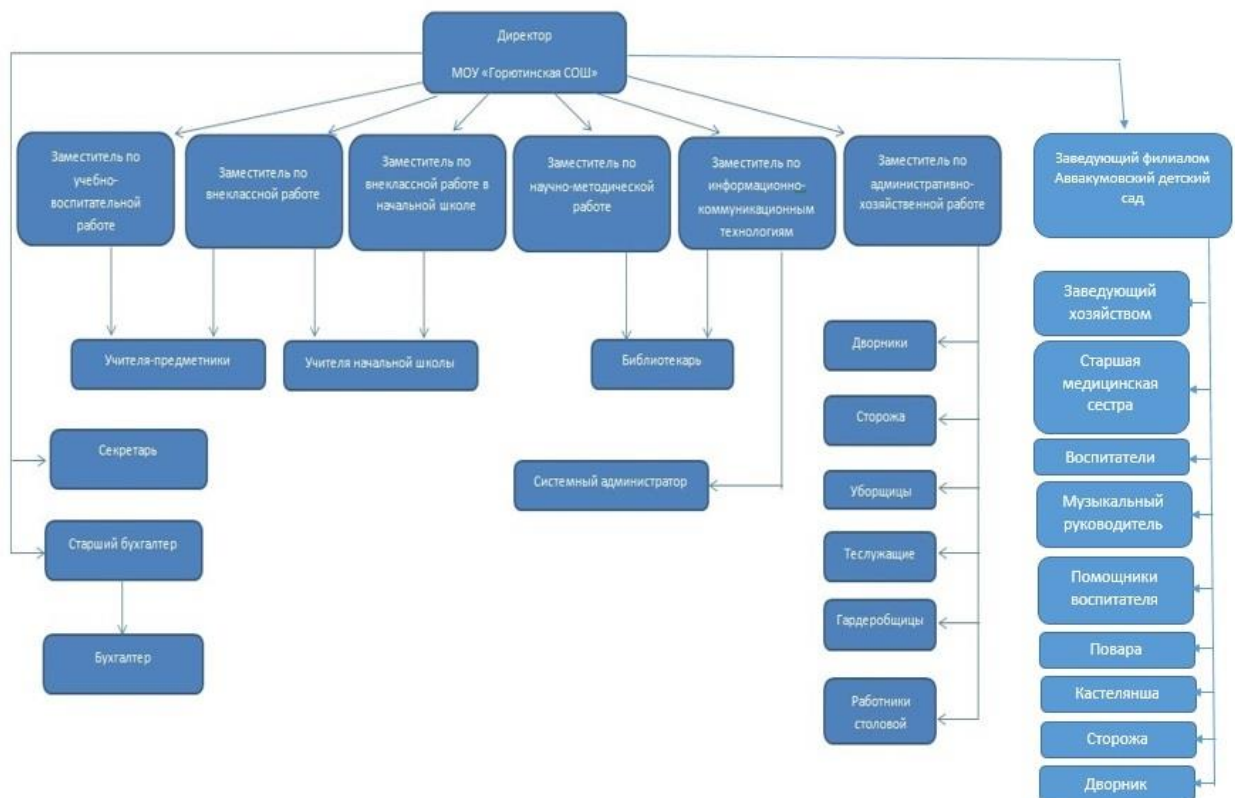 Директор
МОУ «Горютинская СОШ»
Заместитель по
учебно-
воспитательной
работе
Заместитель по
внеклассной работе
Заместитель по
внеклассной работе в
начальной школе
Заместитель по
научно-методической
работе
Заместитель по
информационно-
коммуникационным
технологиям
Заместитель по
административно-
хозяйственной работе
Заведующий филиалом
Аввакумовский детский
сад
Учителя-предметники
Учителя начальной школы
Библиотекарь
Секретарь
Системный администратор
Старший бухгалтер
Бухгалтер
Дворники
Сторожа
Уборщицы
Теслужащие
Гардеробщицы
Работники
столовой
Заведующий
хозяйством
Старшая
медицинская
сестра
Воспитатели
Музыкальный
руководитель
Помощники
воспитателя
Повара
Кастелянша
Сторожа
Дворник